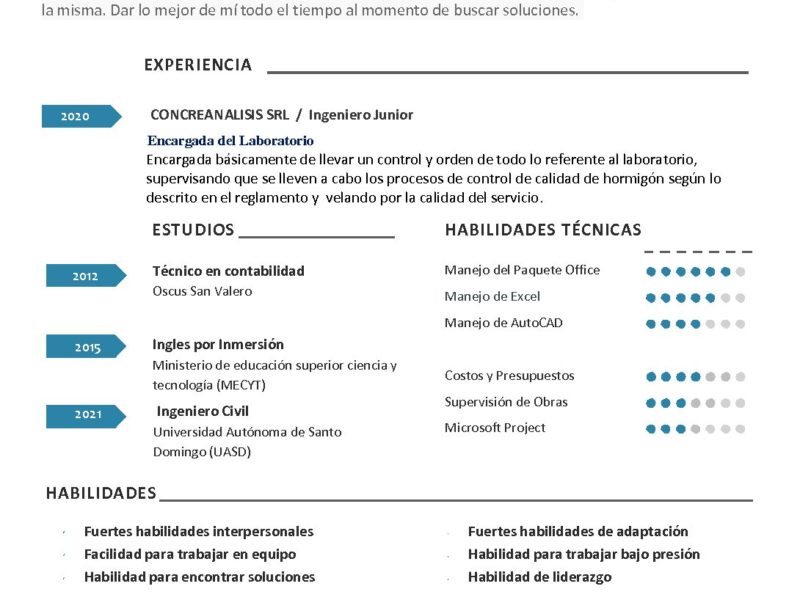 la misma. Dar lo mejor de mí todo el tiempo al momento de buscar soluciones.
EXPERIENCIA
2020
CONCREANALISIS SRL / Ingeniero Junior
Encargada del Laboratorio
Encargada básicamente de llevar un control y orden de todo lo referente al laboratorio,
supervisando que se lleven a cabo los procesos de control de calidad de hormigón según lo
descrito en el reglamento y velando por la calidad del servicio.
ESTUDIOS
2012
Técnico en contabilidad
Oscus San Valero
2015
Ingles por Inmersión
Ministerio de educación superior ciencia y
tecnología (MECYT)
2021
Ingeniero Civil
Universidad Autónoma de Santo
Domingo (UASD)
HABILIDADES TÉCNICAS
Manejo del Paquete Office
Manejo de Excel
Manejo de AutoCAD
Costos y Presupuestos
Supervisión de Obras
Microsoft Project
HABILIDADES
Fuertes habilidades interpersonales
Facilidad para trabajar en equipo
Habilidad para encontrar soluciones
Fuertes habilidades de adaptación
Habilidad para trabajar bajo presión
Habilidad de liderazgo